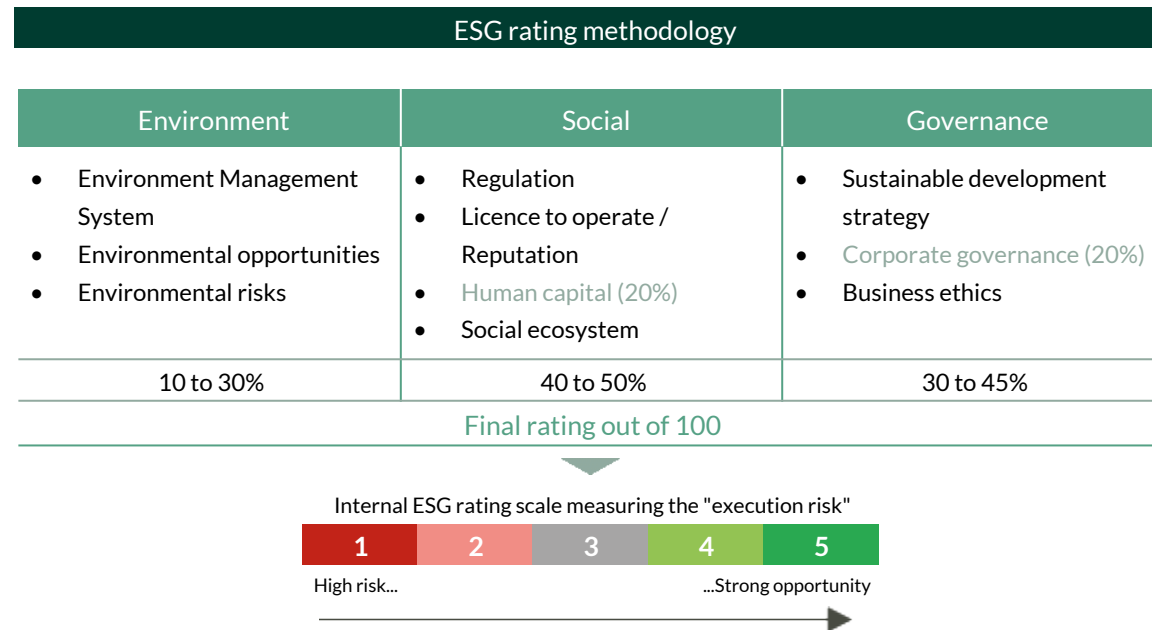 ESG rating methodology
Environment
Social
Governance
• Environment Management
System
• Environmental opportunities
• Environmental risks
• Regulation
• Licence to operate /
Reputation
• Human capital (20%)
• Social ecosystem
• Sustainable development
strategy
• Corporate governance (20%)
• Business ethics
10 to 30%
40 to 50%
30 to 45%
Final rating out of 100
Internal ESG rating scale measuring the "execution risk"
1 2 3 4 5
High risk... ...Strong opportunity